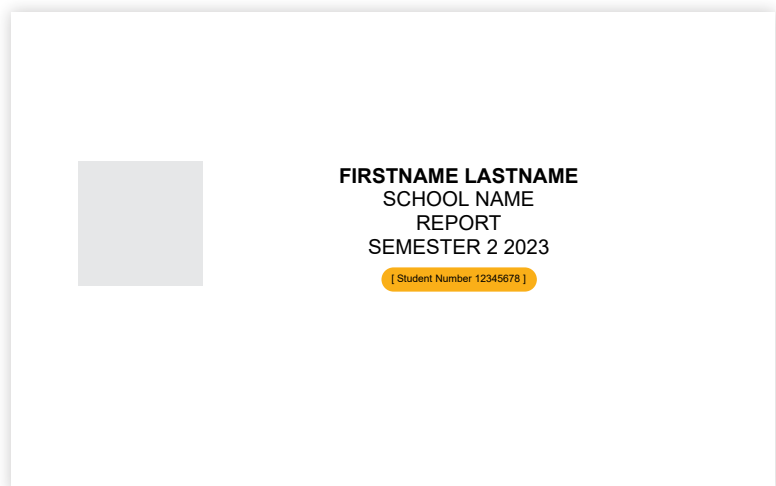 FIRSTNAME LASTNAME
SCHOOL NAME
REPORT
SEMESTER 2 2023
[ Student Number 12345678 ]